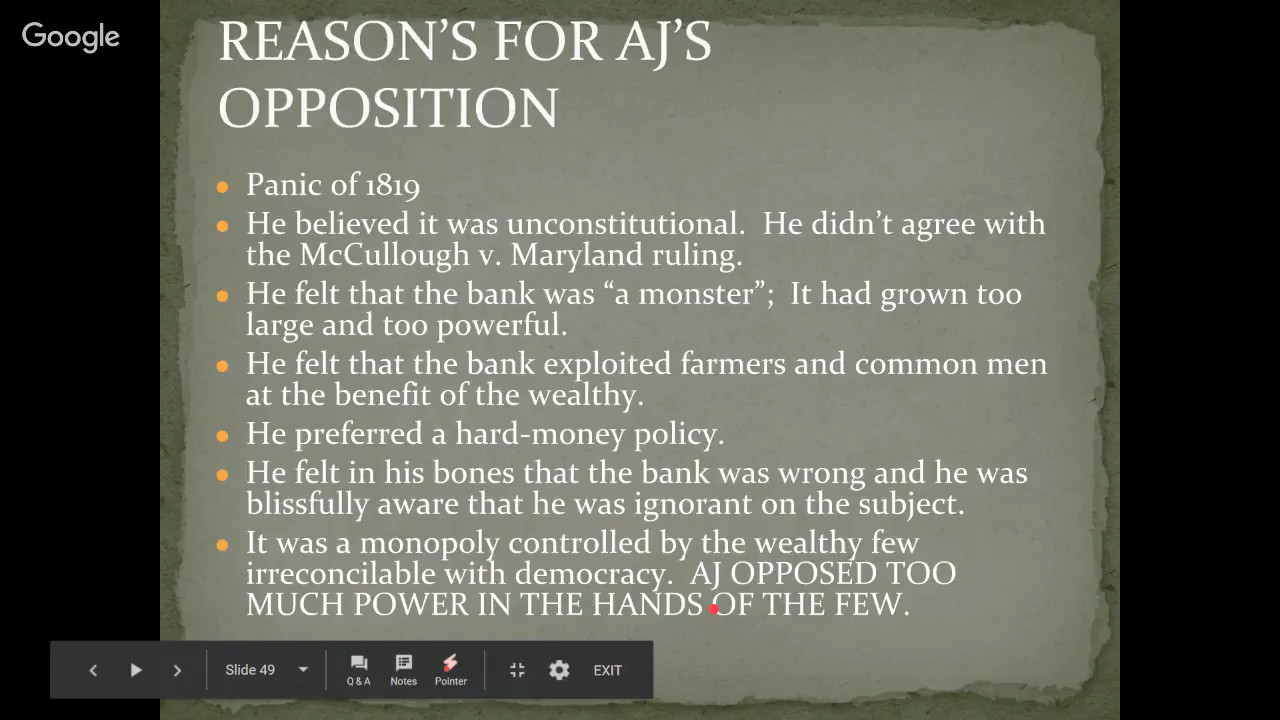 Google
REASON’S FOR AJ’S
OPPOSITION
• Panic of 1819
• He believed it was unconstitutional.  He didn’t agree with
the McCullough v. Maryland ruling.
• He felt that the bank was “a monster”;  It had grown too
large and too powerful.
• He felt that the bank exploited farmers and common men
at the benefit of the wealthy.
• He preferred a hard-money policy.
• He felt in his bones that the bank was wrong and he was
blissfully aware that he was ignorant on the subject.
• It was a monopoly controlled by the wealthy few
irreconcilable with democracy.  AJ OPPOSED TOO
MUCH POWER IN THE HANDS OF THE FEW.
Slide 49
Q & A
Notes
Pointer
EXIT